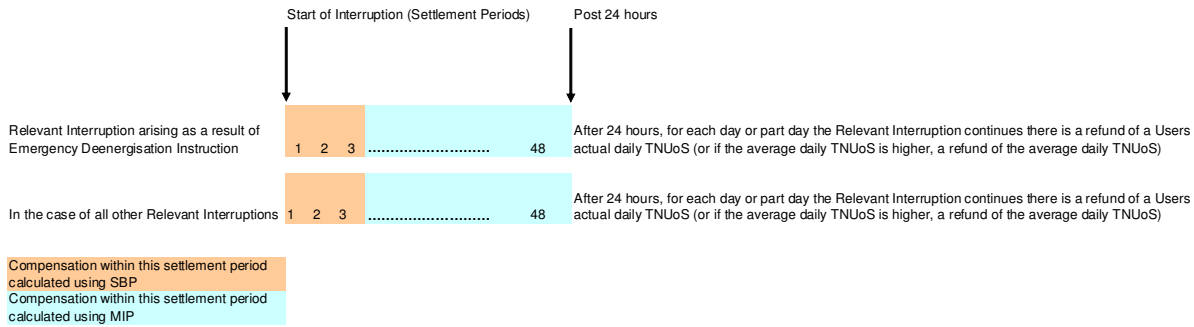 Start of Interruption (Settlement Periods) Post 24 hours
Relevant Interruption arising as a result of
Emergency Deenergisation Instruction
1 2 3 ......................... 48
After 24 hours, for each day or part day the Relevant Interruption continues there is a refund of a Users
actual daily TNUoS (or if the average daily TNUoS is higher, a refund of the average daily TNUoS)
In the case of all other Relevant Interruptions
1 2 3 ......................... 48
After 24 hours, for each day or part day the Relevant Interruption continues there is a refund of a Users
actual daily TNUoS (or if the average daily TNUoS is higher, a refund of the average daily TNUoS)
Compensation within this settlement period
calculated using SBP
Compensation within this settlement period
calculated using MIP